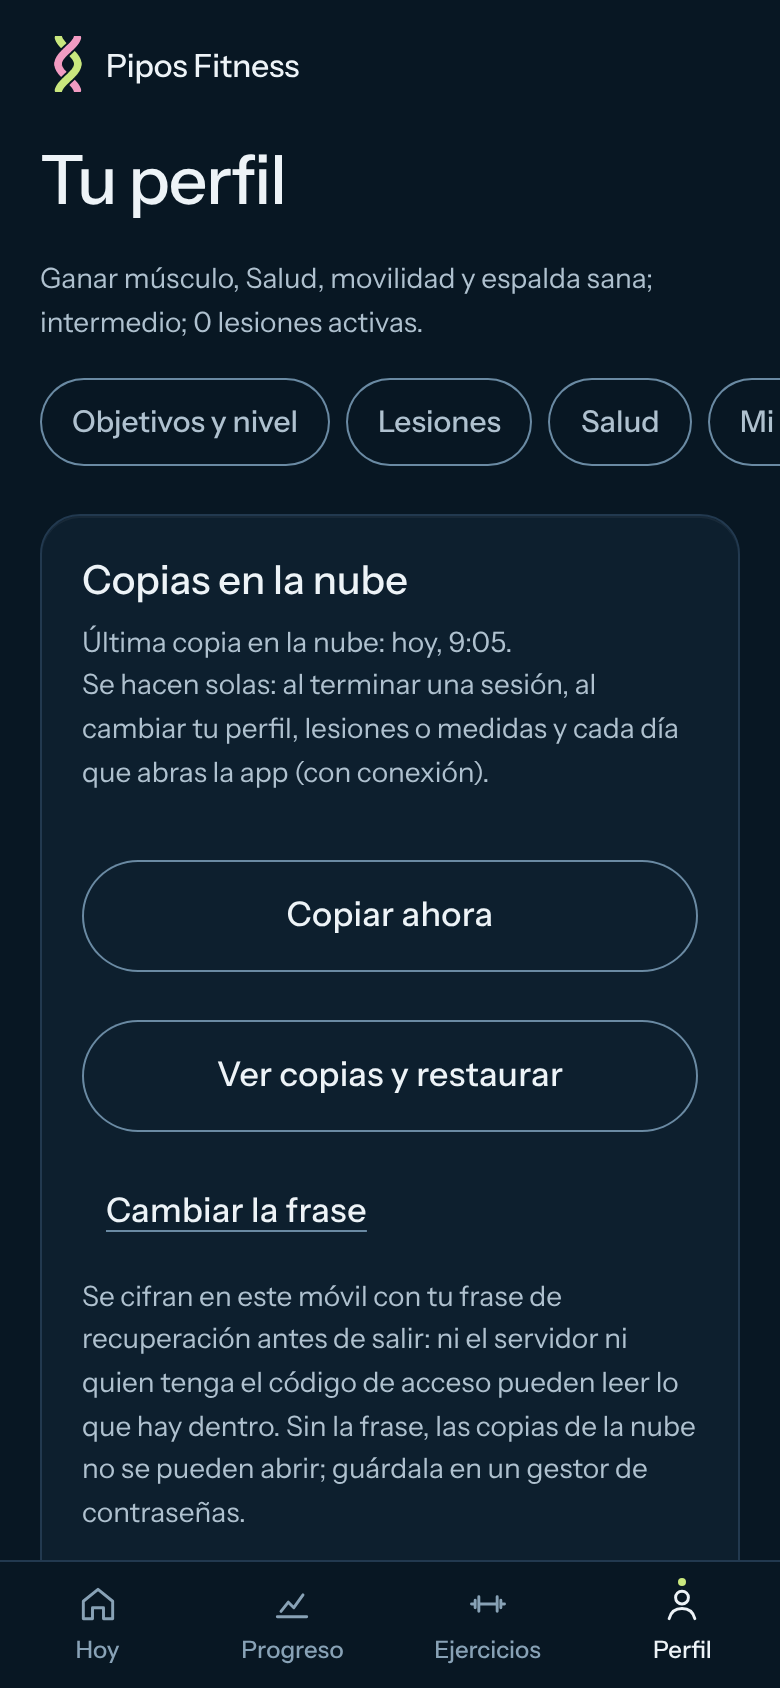 Pipos Fitness
Tu perfil
Ganar músculo, Salud, movilidad y espalda sana;
intermedio; 0 lesiones activas.
Objetivos y nivel
Lesiones
Salud
Mi
Copias en la nube
Última copia en la nube: hoy, 9:05.
Se hacen solas: al terminar una sesión, al
cambiar tu perfil, lesiones o medidas y cada día
que abras la app (con conexión).
Copiar ahora
Ver copias y restaurar
Cambiar la frase
Se cifran en este móvil con tu frase de
recuperación antes de salir: ni el servidor ni
quien tenga el código de acceso pueden leer lo
que hay dentro. Sin la frase, las copias de la nube
no se pueden abrir; guárdala en un gestor de
contraseñas.
Hoy
Progreso
Ejercicios
Perfil